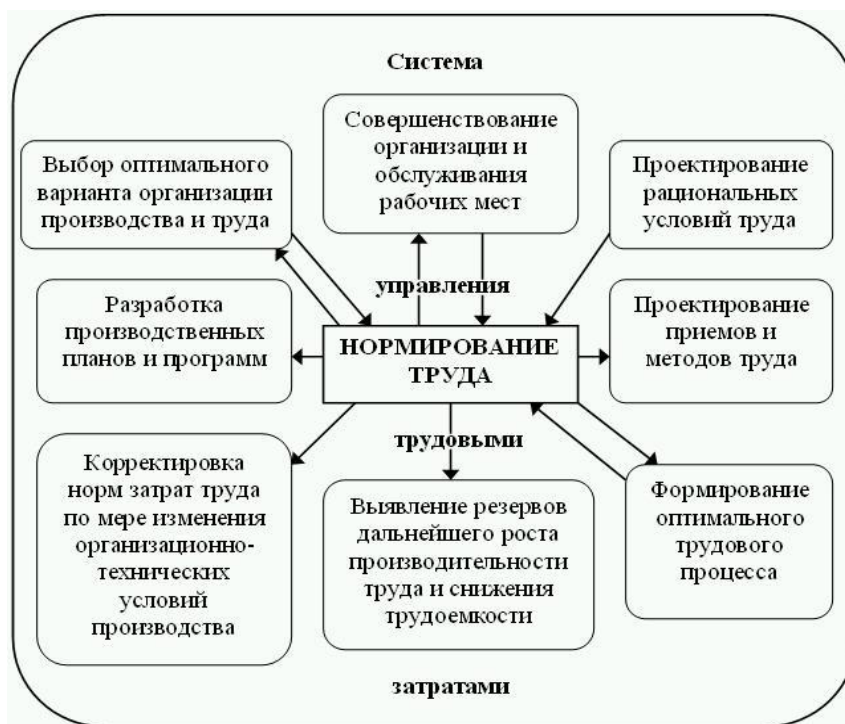 Система
Выбор оптимального
варианта организации
производства и труда
Совершенствование
организации и
обслуживания
рабочих мест
Проектирование
рациональных
условий труда
управления
Разработка
производственных
планов и программ
НОРМИРОВАНИЕ
ТРУДА
Проектирование
приемов и
методов труда
трудовыми
Корректировка
норм затрат труда
по мере изменения
организационно-
технических
условий
производства
Выявление резервов
дальнейшего роста
производительности
труда и снижения
трудоемкости
Формирование
оптимального
трудового
процесса
затратами